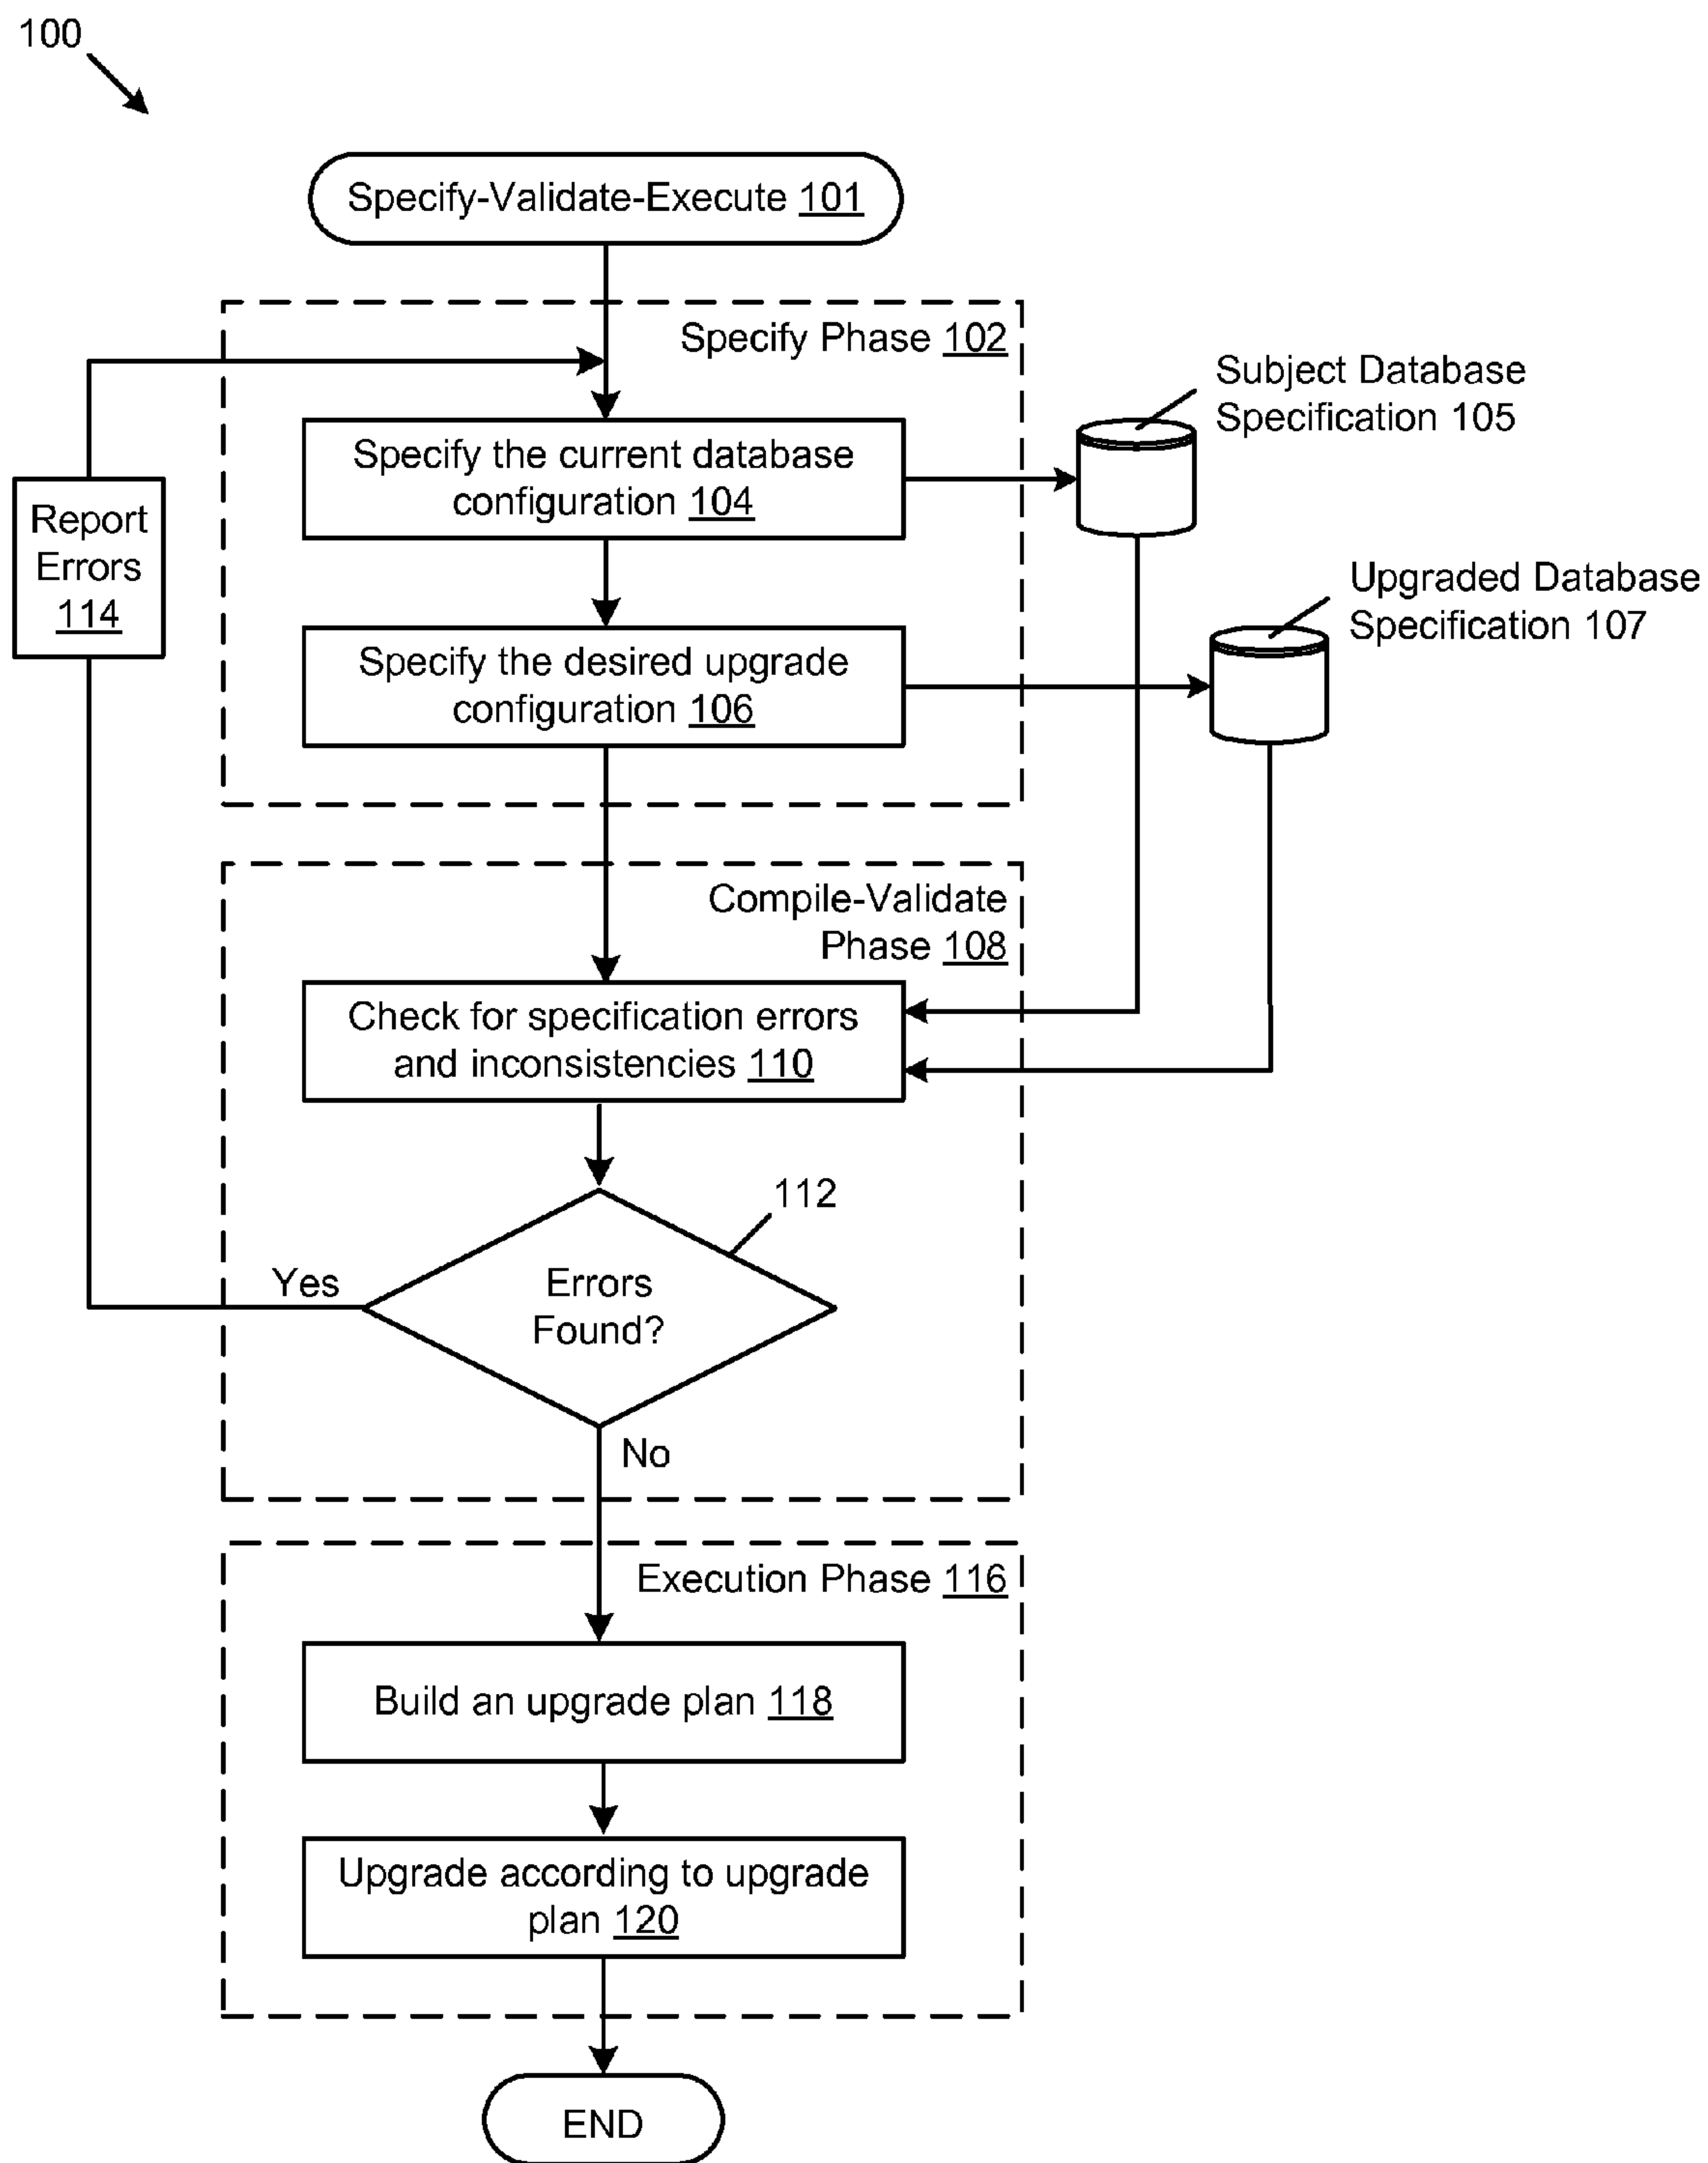 100
Specify-Validate-Execute 101
Specify Phase 102
Subject Database
Specification 105
Specify the current database
configuration 104
Report
Errors
114
Upgraded Database
Specification 107
Specify the desired upgrade
configuration 106
Compile-Validate
Phase 108
Check for specification errors
and inconsistencies 110
112
Yes
Errors
Found?
No
Execution Phase 116
Build an upgrade plan 118
Upgrade according to upgrade
plan 120
END